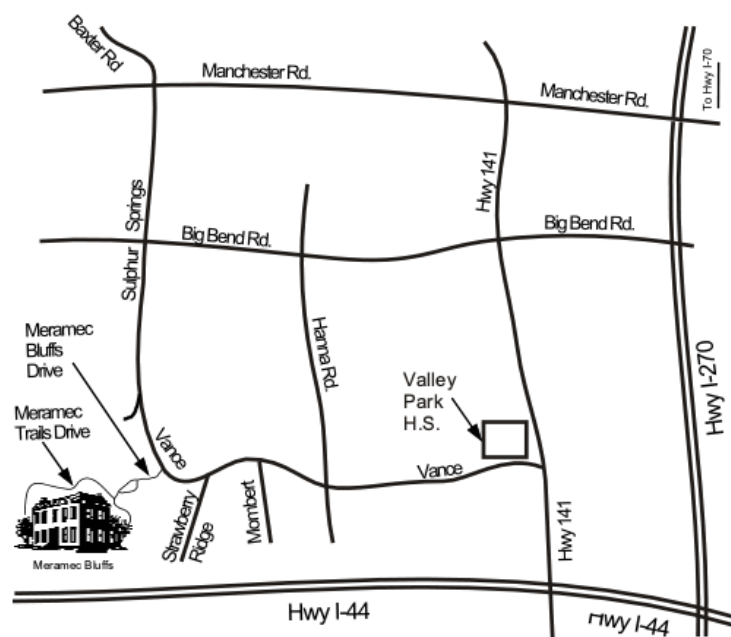 Baxter Rd
Manchester Rd.
Manchester Rd.
To Hwy I-70
Hwy 141
Sulphur Springs
Big Bend Rd.
Big Bend Rd.
Hanna Rd.
Meramec
Bluffs
Drive
Hwy I-270
Valley
Park
H.S.
Meramec
Trails Drive
Vance
Vance
Strawberry
Ridge
Mombert
Hwy 141
Meramec Bluffs
Hwy I-44
Hwy I-44